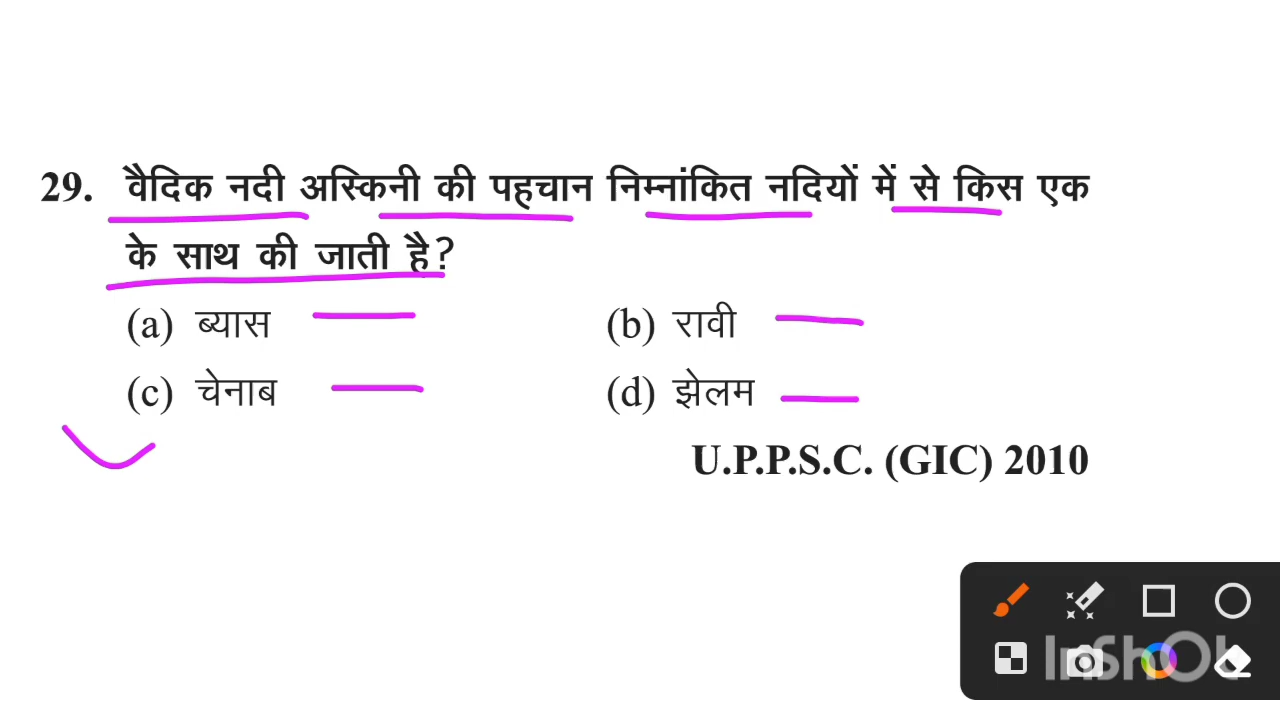 29. वैदिक नदी अस्किनी की पहचान निम्नांकित नदियों में से किस एक
के साथ की जाती है?
(a) ब्यास (b) रावी
(c) चेनाब (d) झेलम
U.P.P.S.C. (GIC) 2010
InShOt